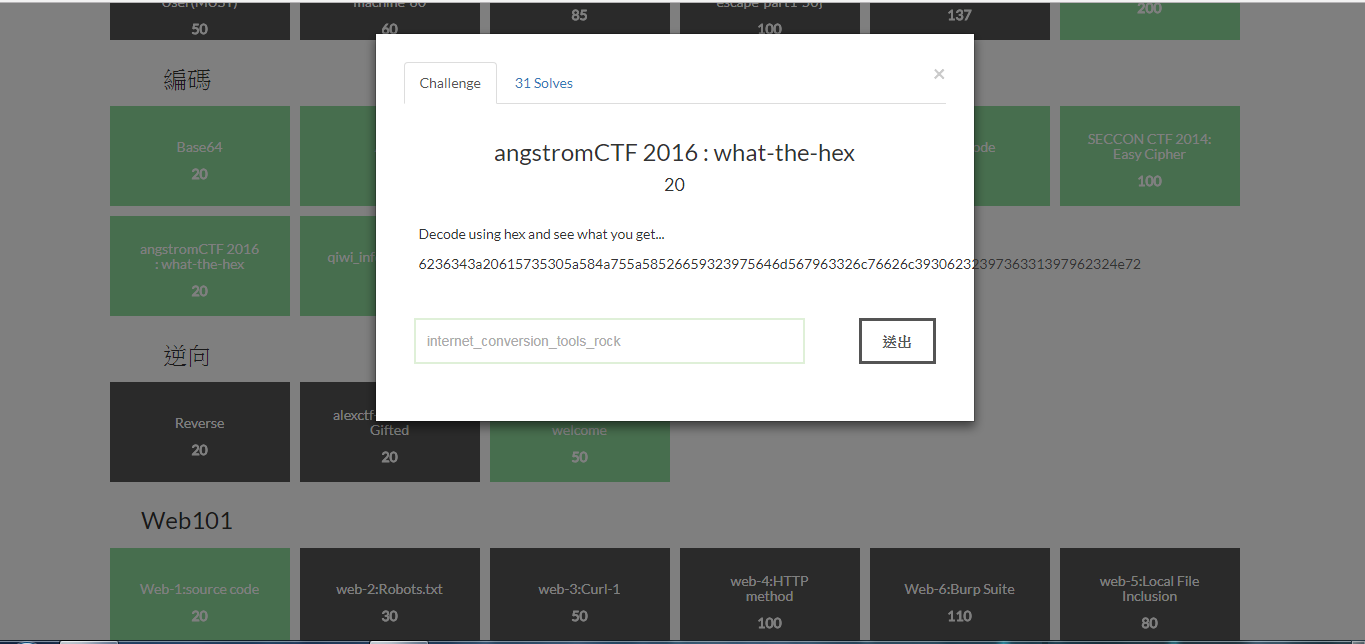 User(MOST)
50
machine-60
60
85
escape part1-50j
100
137
200
編碼
Base64
20
ode
SECCON CTF 2014:
Easy Cipher
100
angstromCTF 2016
: what-the-hex
20
qiwi_inf
Challenge
31 Solves
×
angstromCTF 2016 : what-the-hex
20
Decode using hex and see what you get...
6236343a20615735305a584a755a58526659323975646d567963326c76626c39306232397361331397962324e72
internet_conversion_tools_rock
送出
逆向
Reverse
20
alexctf-
Gifted
20
welcome
50
Web101
Web-1:source code
20
web-2:Robots.txt
30
web-3:Curl-1
50
web-4:HTTP
method
100
Web-6:Burp Suite
110
web-5:Local File
Inclusion
80